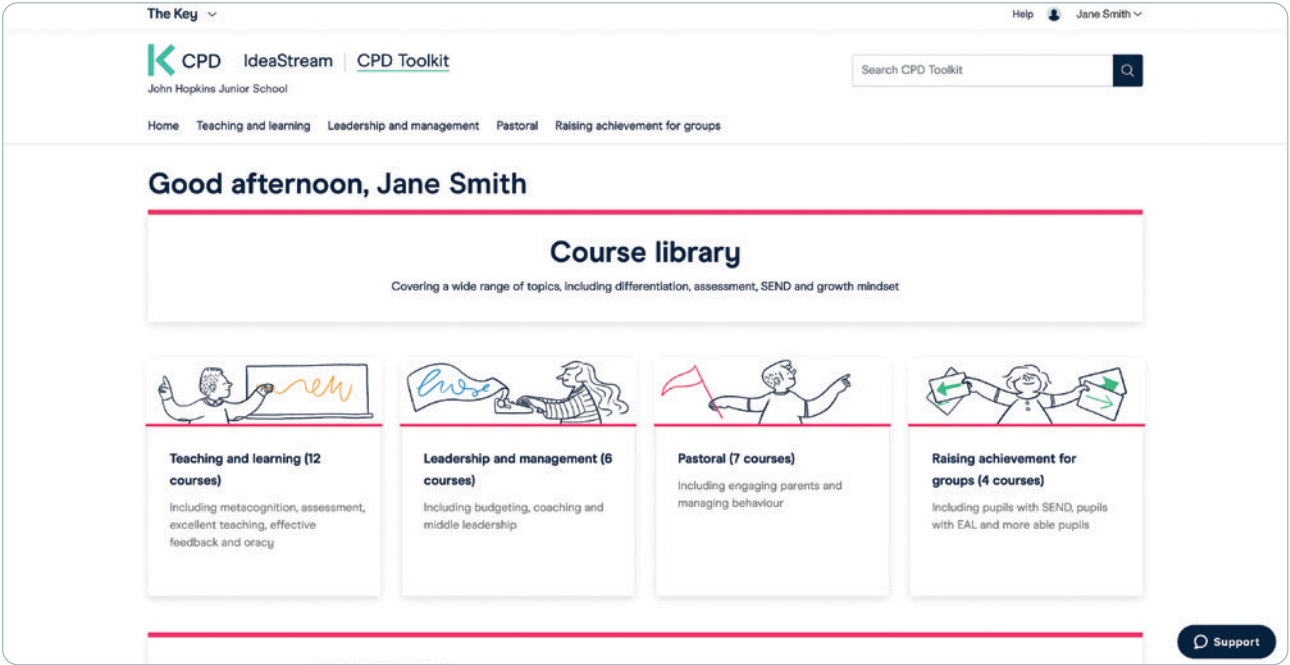 The Key
Help Jane Smith
K CPD IdeaStream CPD Toolkit
John Hopkins Junior School
Search CPD Toolkit
Home Teaching and learning Leadership and management Pastoral Raising achievement for groups
Good afternoon, Jane Smith
Course library
Covering a wide range of topics, including differentiation, assessment, SEND and growth mindset
Teaching and learning (12
courses)
Including metacognition, assessment,
excellent teaching, effective
feedback and oracy
Leadership and management (6
courses)
Including budgeting, coaching and
middle leadership
Pastoral (7 courses)
Including engaging parents and
managing behaviour
Raising achievement for
groups (4 courses)
Including pupils with SEND, pupils
with EAL and more able pupils
Support